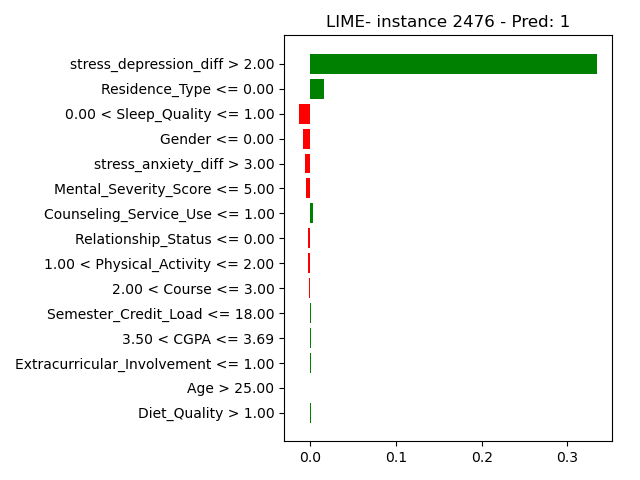 LIME- instance 2476 - Pred: 1
stress_depression_diff > 2.00
Residence_Type <= 0.00
0.00 < Sleep_Quality <= 1.00
Gender <= 0.00
stress_anxiety_diff > 3.00
Mental_Severity_Score <= 5.00
Counseling_Service_Use <= 1.00
Relationship_Status <= 0.00
1.00 < Physical_Activity <= 2.00
2.00 < Course <= 3.00
Semester_Credit_Load <= 18.00
3.50 < CGPA <= 3.69
Extracurricular_Involvement <= 1.00
Age > 25.00
Diet_Quality > 1.00
0.0 0.1 0.2 0.3